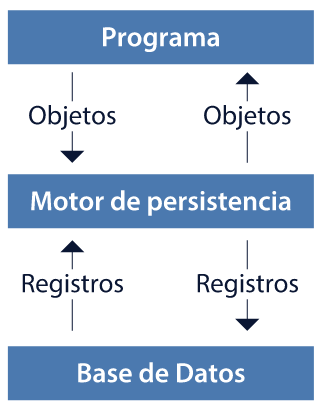 Programa
Objetos Objetos
Motor de persistencia
Registros Registros
Base de Datos